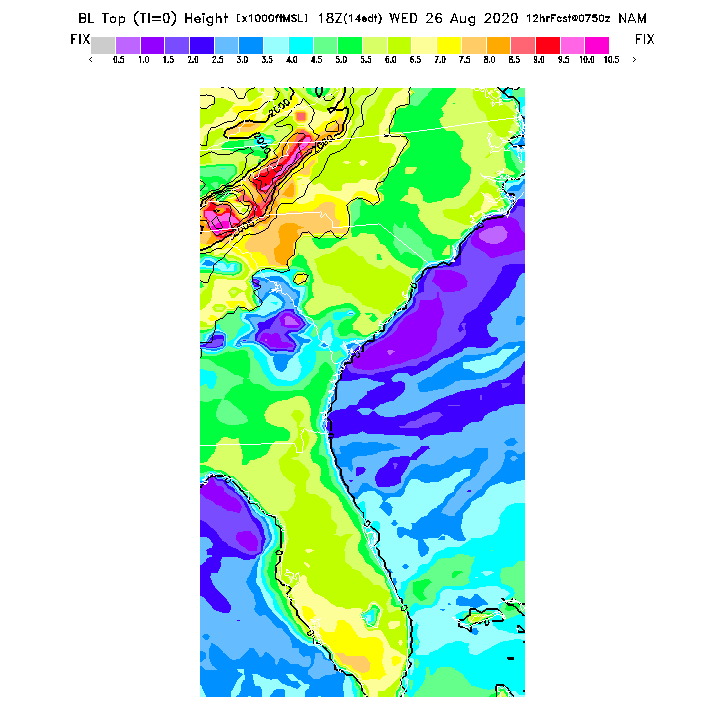 BL Top (TI=0) Height [x1000ftMSL] 18Z(14edt) WED 26 Aug 2020 12hrFcst@0750z NAM
FIX FIX
< 0.5 1.0 1.5 2.0 2.5 3.0 3.5 4.0 4.5 5.0 5.5 6.0 6.5 7.0 7.5 8.0 8.5 9.0 9.5 10.0 10.5 >
2000